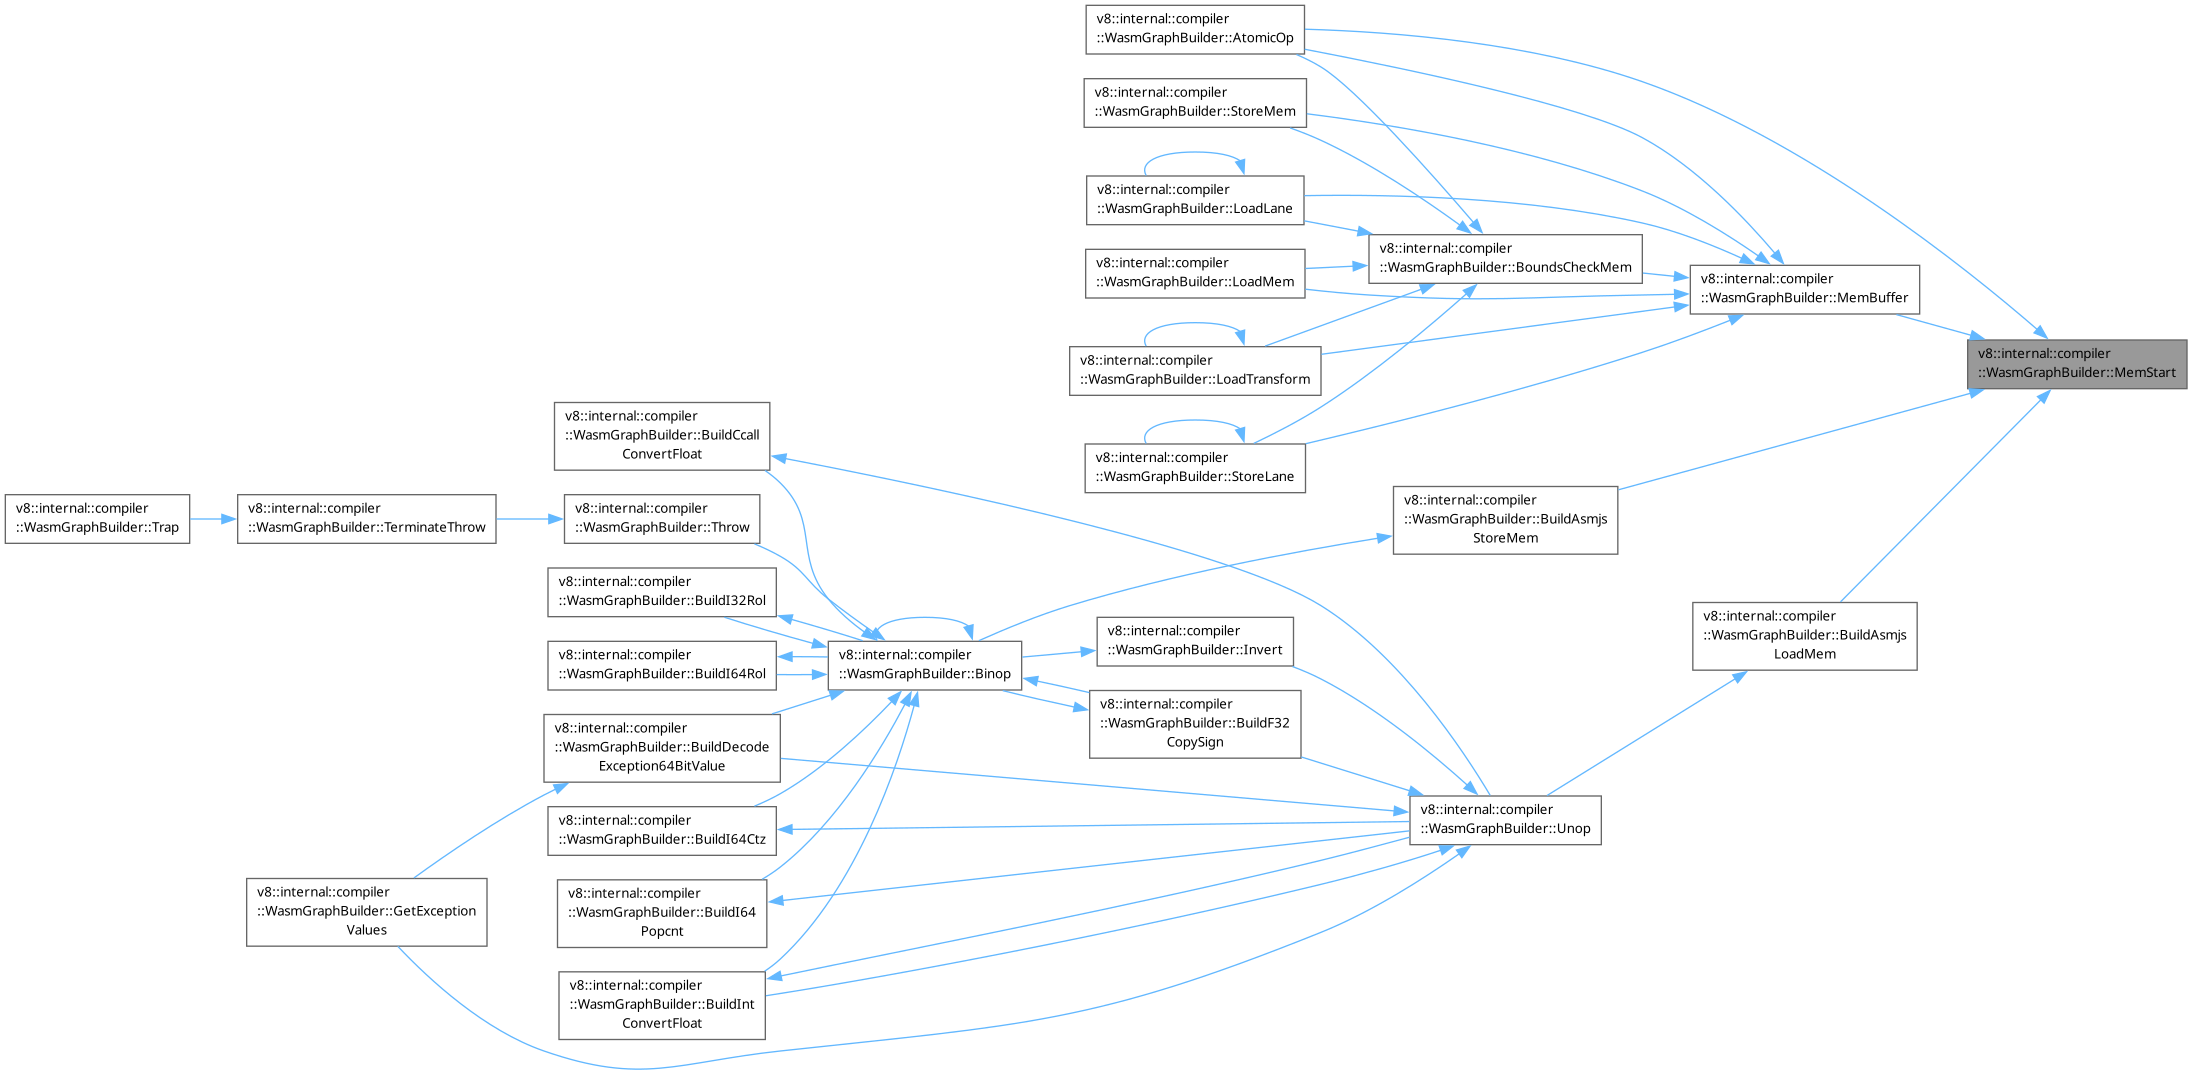 v8::internal::compiler
::WasmGraphBuilder::AtomicOp
v8::internal::compiler
::WasmGraphBuilder::StoreMem
v8::internal::compiler
::WasmGraphBuilder::LoadLane
v8::internal::compiler
::WasmGraphBuilder::BoundsCheckMem
v8::internal::compiler
::WasmGraphBuilder::LoadMem
v8::internal::compiler
::WasmGraphBuilder::MemBuffer
v8::internal::compiler
::WasmGraphBuilder::MemStart
v8::internal::compiler
::WasmGraphBuilder::LoadTransform
v8::internal::compiler
::WasmGraphBuilder::BuildCcall
ConvertFloat
v8::internal::compiler
::WasmGraphBuilder::StoreLane
v8::internal::compiler
::WasmGraphBuilder::Trap
v8::internal::compiler
::WasmGraphBuilder::TerminateThrow
v8::internal::compiler
::WasmGraphBuilder::Throw
v8::internal::compiler
::WasmGraphBuilder::BuildAsmjs
StoreMem
v8::internal::compiler
::WasmGraphBuilder::BuildI32Rol
v8::internal::compiler
::WasmGraphBuilder::BuildI64Rol
v8::internal::compiler
::WasmGraphBuilder::Binop
v8::internal::compiler
::WasmGraphBuilder::Invert
v8::internal::compiler
::WasmGraphBuilder::BuildAsmjs
LoadMem
v8::internal::compiler
::WasmGraphBuilder::BuildF32
CopySign
v8::internal::compiler
::WasmGraphBuilder::BuildDecode
Exception64BitValue
v8::internal::compiler
::WasmGraphBuilder::Unop
v8::internal::compiler
::WasmGraphBuilder::BuildI64Ctz
v8::internal::compiler
::WasmGraphBuilder::GetException
Values
v8::internal::compiler
::WasmGraphBuilder::BuildI64
Popcnt
v8::internal::compiler
::WasmGraphBuilder::BuildInt
ConvertFloat